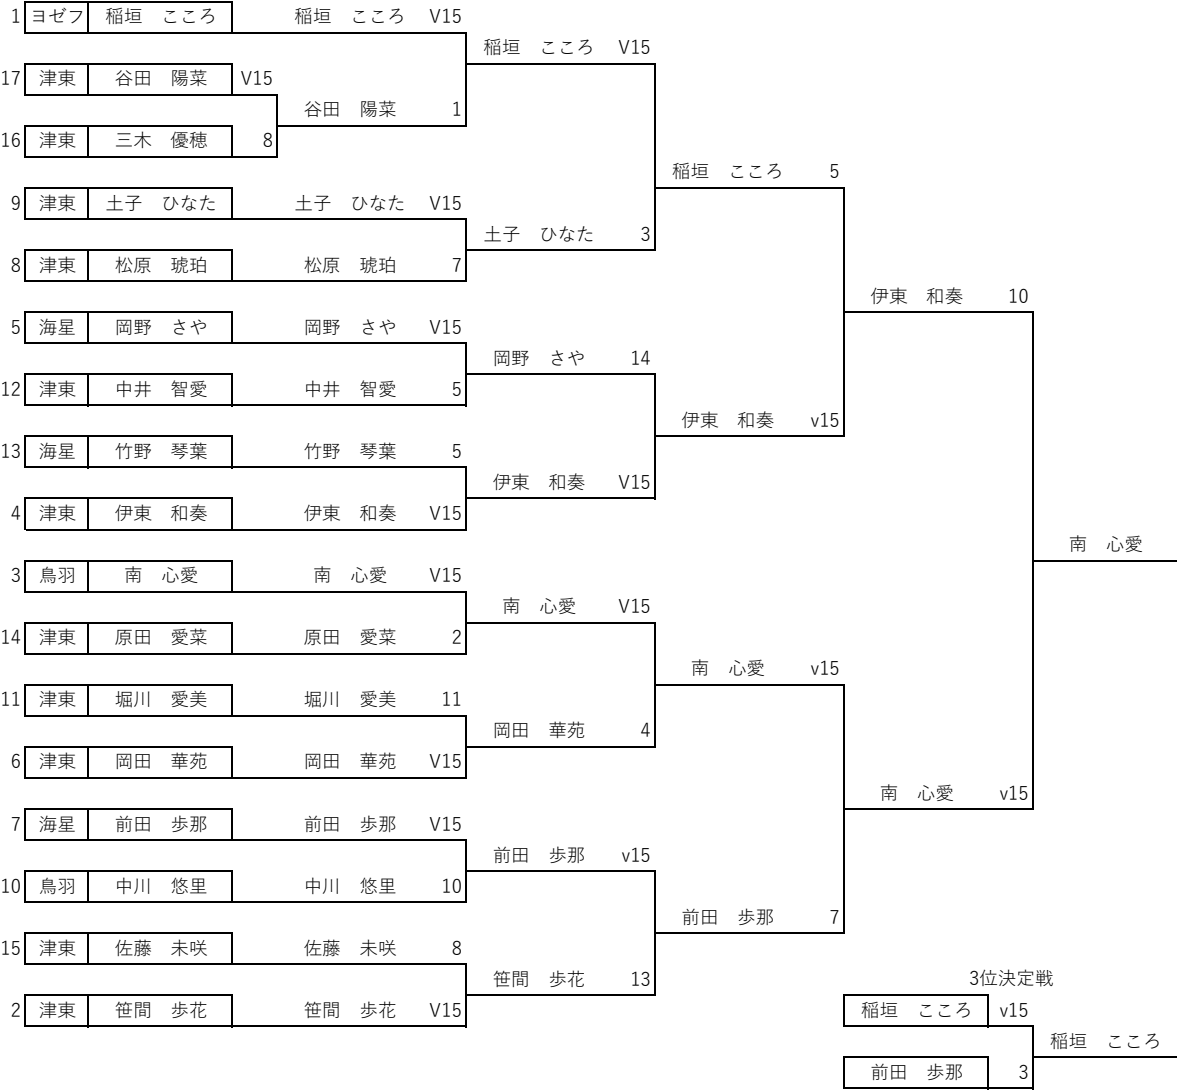 1 ヨゼフ 稲垣　こころ 稲垣　こころ V15
稲垣　こころ V15
17 津東 谷田　陽菜 V15
谷田　陽菜 1
16 津東 三木　優穂 8
稲垣　こころ 5
9 津東 土子　ひなた 土子　ひなた V15
土子　ひなた 3
8 津東 松原　琥珀 松原　琥珀 7
伊東　和奏 10
5 海星 岡野　さや 岡野　さや V15
岡野　さや 14
12 津東 中井　智愛 中井　智愛 5
伊東　和奏 v15
13 海星 竹野　琴葉 竹野　琴葉 5
伊東　和奏 V15
4 津東 伊東　和奏 伊東　和奏 V15
南　心愛
3 鳥羽 南　心愛 南　心愛 V15
南　心愛 V15
14 津東 原田　愛菜 原田　愛菜 2
南　心愛 v15
11 津東 堀川　愛美 堀川　愛美 11
岡田　華苑 4
6 津東 岡田　華苑 岡田　華苑 V15
南　心愛 v15
7 海星 前田　歩那 前田　歩那 V15
前田　歩那 v15
10 鳥羽 中川　悠里 中川　悠里 10
前田　歩那 7
15 津東 佐藤　未咲 佐藤　未咲 8
笹間　歩花 13
3位決定戦
2 津東 笹間　歩花 笹間　歩花 V15
稲垣　こころ v15
稲垣　こころ
前田　歩那 3